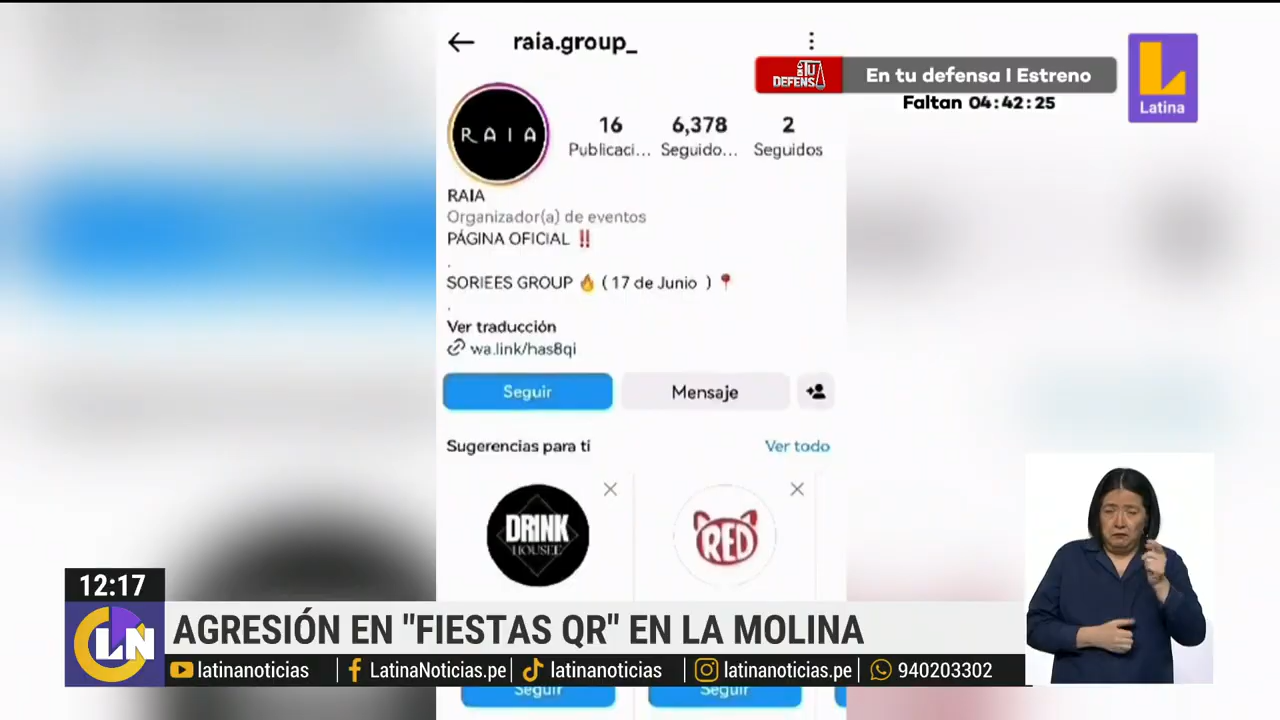 raia.group_
EN TU
DEFENSA
En tu defensa I Estreno
Faltan 04:42:25
Latina
RAIA
16
6,378
2
Publicaci...
Seguido...
Seguidos
RAIA
Organizador(a) de eventos
PÁGINA OFICIAL ‼️
.
SORIEES GROUP 🔥 ( 17 de Junio ) 📍
.
Ver traducción
wa.link/has8qi
Seguir
Mensaje
Sugerencias para ti
Ver todo
DRINK
HOUSEE
RED
12:17
LN
AGRESIÓN EN "FIESTAS QR" EN LA MOLINA
latinanoticias
LatinaNoticias.pe
latinanoticias
latinanoticias.pe
940203302
Seguir
Seguir